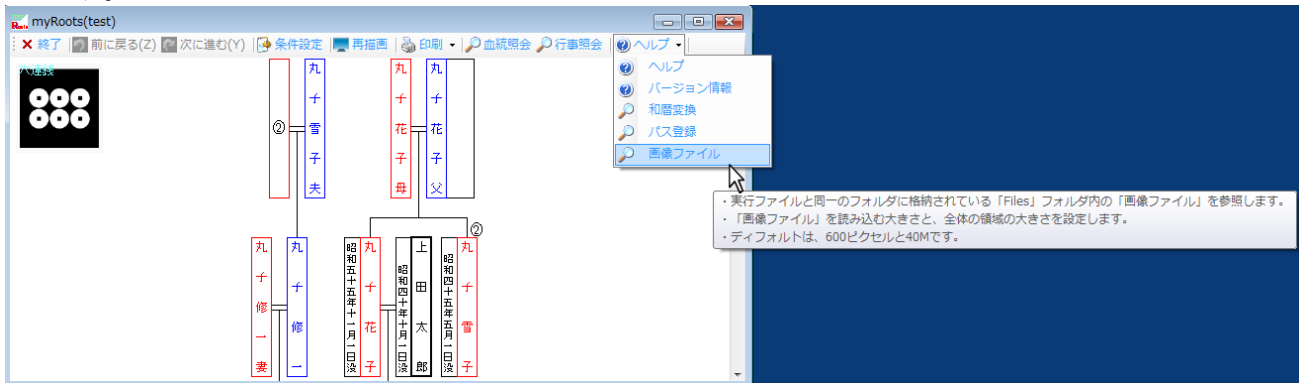 myRoots(test)
終了 前に戻る(Z) 次に進む(Y) 条件設定 再描画 印刷 血統照会 行事照会 ヘルプ
六連銭
ヘルプ
バージョン情報
和暦変換
パス登録
画像ファイル
・実行ファイルと同一のフォルダに格納されている「Files」フォルダ内の「画像ファイル」を参照します。
・「画像ファイル」を読み込む大きさと、全体の領域の大きさを設定します。
・ディフォルトは、600ピクセルと40Mです。
②
丸子雪子夫
丸子花子母
丸子花子父
丸子修一妻
丸子修一
昭和五十五年十一月一日没
丸子花子
昭和四十年十月一日没
上田太郎
②
昭和四十五年五月一日没
丸子雪子